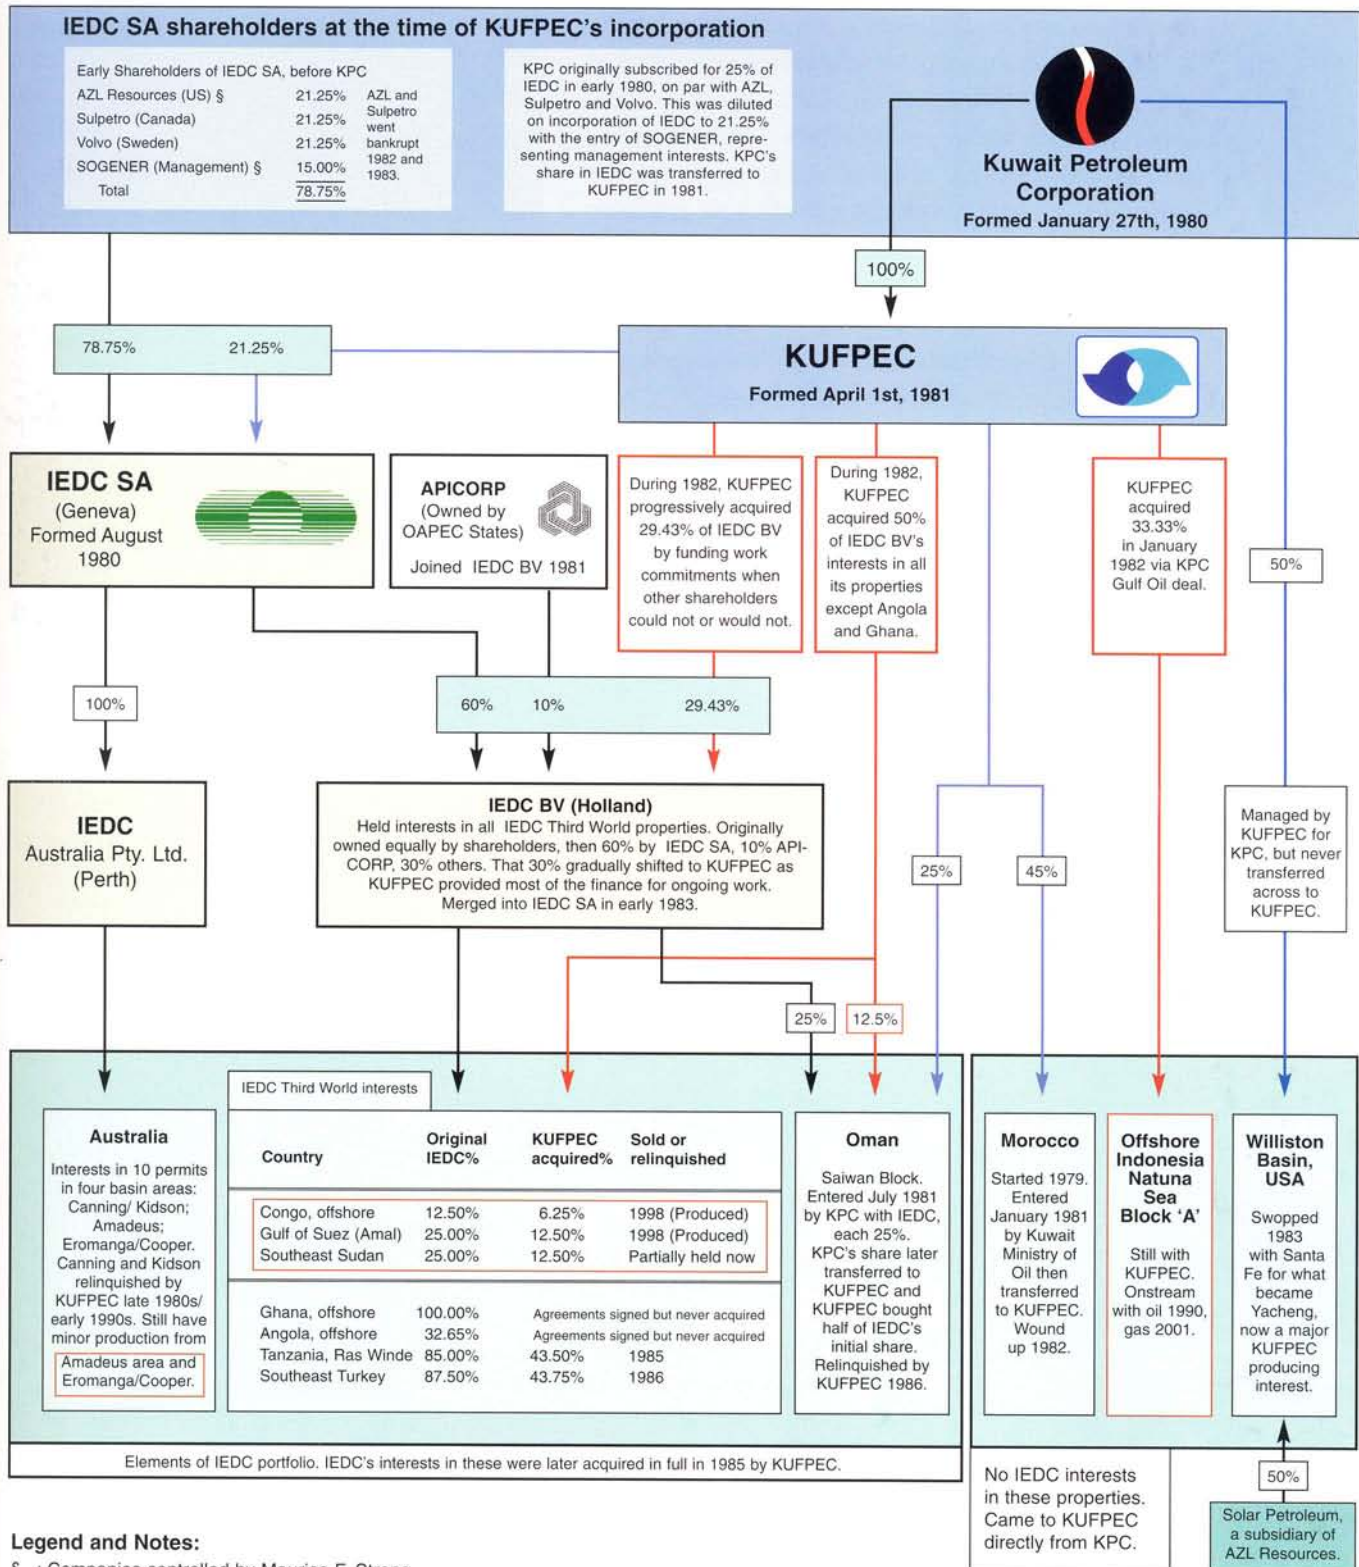 IEDC SA shareholders at the time of KUFPEC's incorporation
Early Shareholders of IEDC SA, before KPC
AZL Resources (US) § 21.25%
Sulpetro (Canada) 21.25%
Volvo (Sweden) 21.25%
SOGENER (Management) § 15.00%
Total 78.75%
AZL and
Sulpetro
went
bankrupt
1982 and
1983.
KPC originally subscribed for 25% of
IEDC in early 1980, on par with AZL,
Sulpetro and Volvo. This was diluted
on incorporation of IEDC to 21.25%
with the entry of SOGENER, repre-
senting management interests. KPC's
share in IEDC was transferred to
KUFPEC in 1981.
Kuwait Petroleum
Corporation
Formed January 27th, 1980
100%
78.75% 21.25%
KUFPEC
Formed April 1st, 1981
IEDC SA
(Geneva)
Formed August
1980
APICORP
(Owned by
OAPEC States)
Joined IEDC BV 1981
During 1982, KUFPEC
progressively acquired
29.43% of IEDC BV
by funding work
commitments when
other shareholders
could not or would not.
During 1982,
KUFPEC
acquired 50%
of IEDC BV's
interests in all
its properties
except Angola
and Ghana.
KUFPEC
acquired
33.33%
in January
1982 via KPC
Gulf Oil deal.
50%
100%
60% 10% 29.43%
IEDC
Australia Pty. Ltd.
(Perth)
IEDC BV (Holland)
Held interests in all IEDC Third World properties. Originally
owned equally by shareholders, then 60% by IEDC SA, 10% API-
CORP, 30% others. That 30% gradually shifted to KUFPEC as
KUFPEC provided most of the finance for ongoing work.
Merged into IEDC SA in early 1983.
25% 45%
Managed by
KUFPEC for
KPC, but never
transferred
across to
KUFPEC.
25% 12.5%
Australia
Interests in 10 permits
in four basin areas:
Canning/ Kidson;
Amadeus;
Eromanga/Cooper.
Canning and Kidson
relinquished by
KUFPEC late 1980s/
early 1990s. Still have
minor production from
Amadeus area and
Eromanga/Cooper.
IEDC Third World interests
Country Original IEDC% KUFPEC acquired% Sold or relinquished
Congo, offshore 12.50% 6.25% 1998 (Produced)
Gulf of Suez (Amal) 25.00% 12.50% 1998 (Produced)
Southeast Sudan 25.00% 12.50% Partially held now
Ghana, offshore 100.00% Agreements signed but never acquired
Angola, offshore 32.65% Agreements signed but never acquired
Tanzania, Ras Winde 85.00% 43.50% 1985
Southeast Turkey 87.50% 43.75% 1986
Oman
Saiwan Block.
Entered July 1981
by KPC with IEDC,
each 25%.
KPC's share later
transferred to
KUFPEC and
KUFPEC bought
half of IEDC's
initial share.
Relinquished by
KUFPEC 1986.
Morocco
Started 1979.
Entered
January 1981
by Kuwait
Ministry of
Oil then
transferred
to KUFPEC.
Wound
up 1982.
Offshore
Indonesia
Natuna
Sea
Block 'A'
Still with
KUFPEC.
Onstream
with oil 1990,
gas 2001.
Williston
Basin,
USA
Swopped
1983
with Santa
Fe for what
became
Yacheng,
now a major
KUFPEC
producing
interest.
Elements of IEDC portfolio. IEDC's interests in these were later acquired in full in 1985 by KUFPEC.
No IEDC interests
in these properties.
Came to KUFPEC
directly from KPC.
50%
Solar Petroleum,
a subsidiary of
AZL Resources.
Legend and Notes: